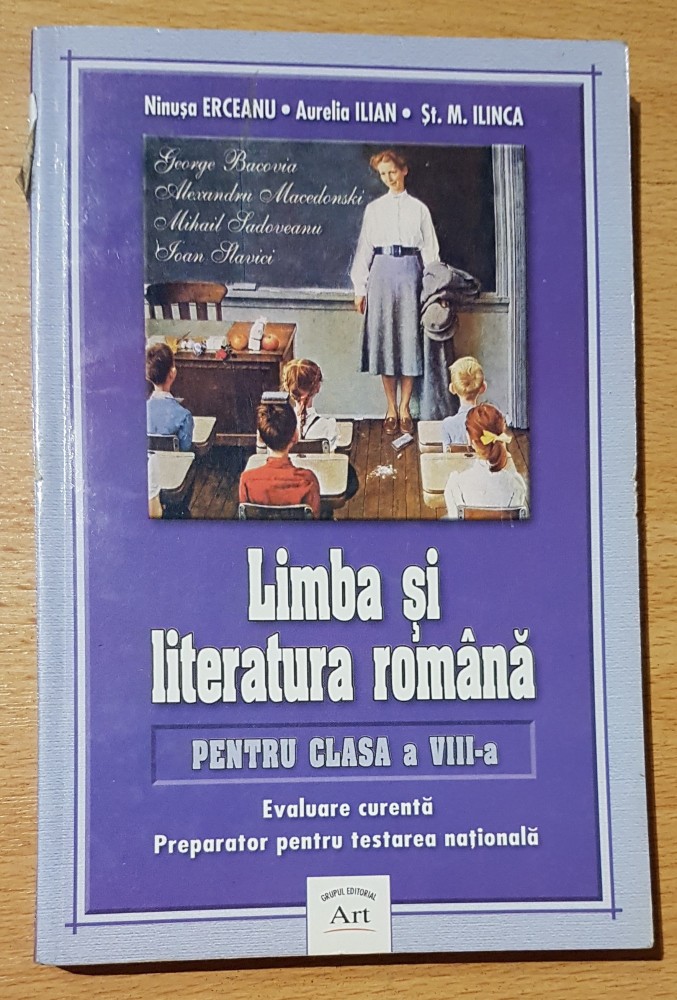 Ninușa ERCEANU • Aurelia ILIAN • Șt. M. ILINCA
George Bacovia
Alexandru Macedonski
Mihail Sadoveanu
Ioan Slavici
Limba și
literatura română
PENTRU CLASA a VIII-a
Evaluare curentă
Preparator pentru testarea națională
GRUPUL EDITORIAL
Art